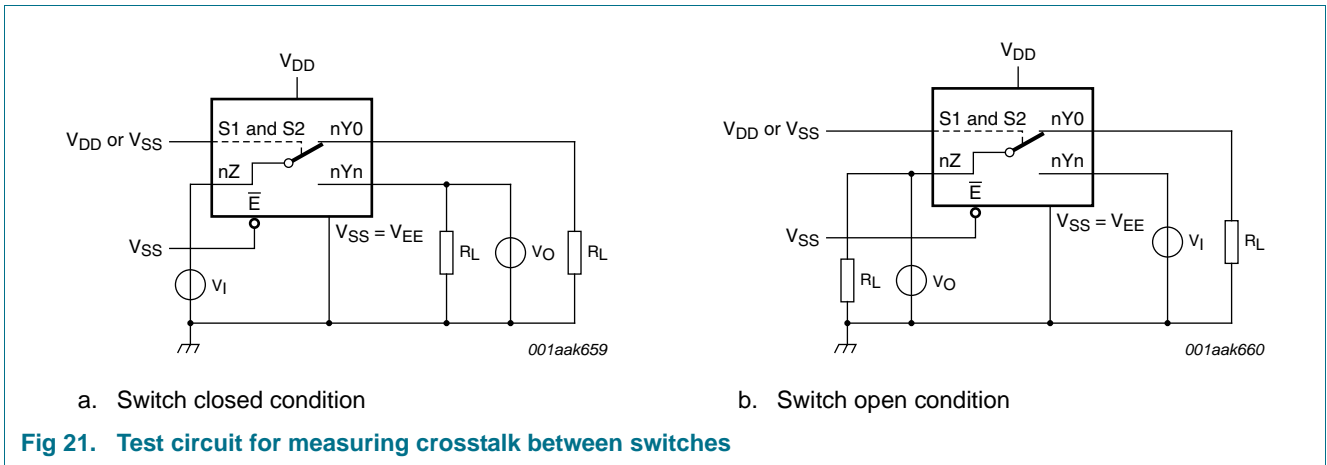 VDD
VDD or VSS
S1 and S2
nY0
nZ
nYn
E
VSS
VSS = VEE
VI
RL
VO
RL
001aak659
a. Switch closed condition
VDD
VDD or VSS
S1 and S2
nY0
nZ
nYn
E
VSS
VSS = VEE
RL
VO
VI
RL
001aak660
b. Switch open condition
Fig 21. Test circuit for measuring crosstalk between switches